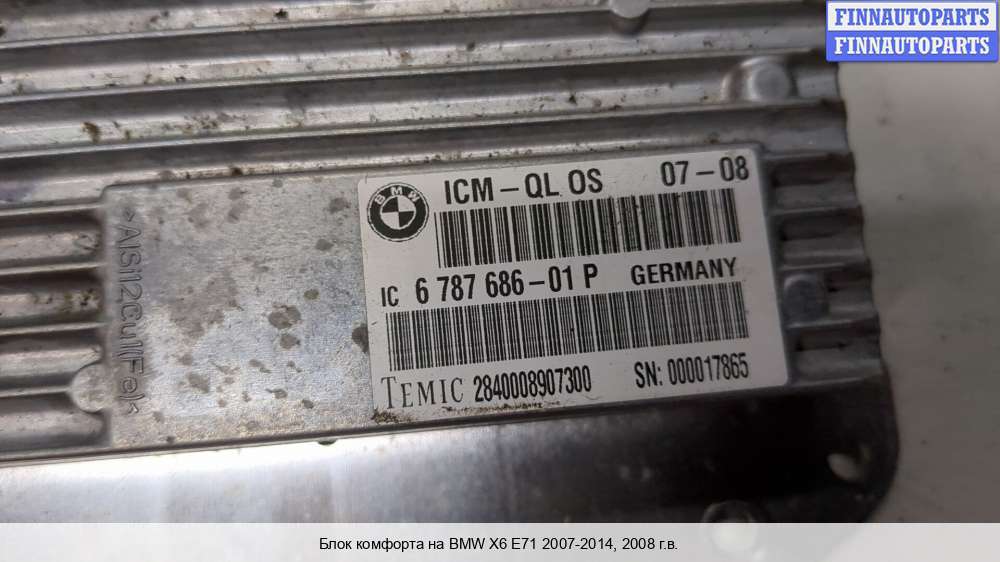 FINNAUTOPARTS
FINNAUTOPARTS
BMW
ICM-QL OS 07-08
IC 6 787 686-01 P GERMANY
TEMIC 2840008907300 SN: 000017865
>AlSi12Cu1(Fe)<
Блок комфорта на BMW X6 E71 2007-2014, 2008 г.в.